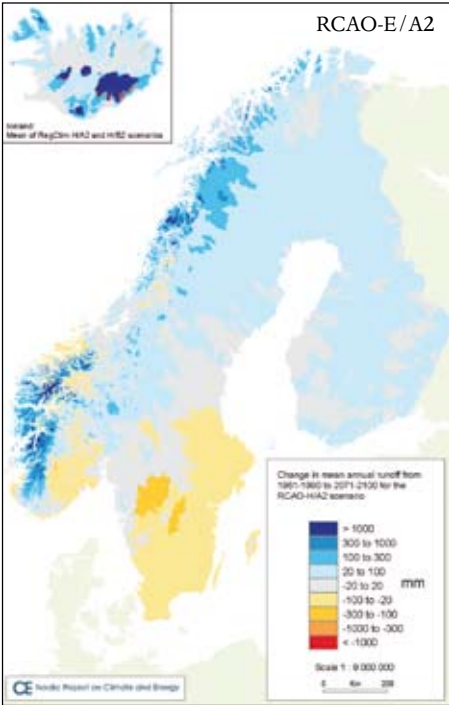 RCAO-E/A2
Iceland:
Mean of RegClim H/A2 and H/B2 scenarios
Change in mean annual runoff from
1961-1990 to 2071-2100 for the
RCAO-H/A2 scenario
> 1000
300 to 1000
100 to 300
20 to 100
-20 to 20
mm
-100 to -20
-300 to -100
-1000 to -300
< -1000
Scale 1 : 9 000 000
0 Km 200
CE Nordic Project on Climate and Energy